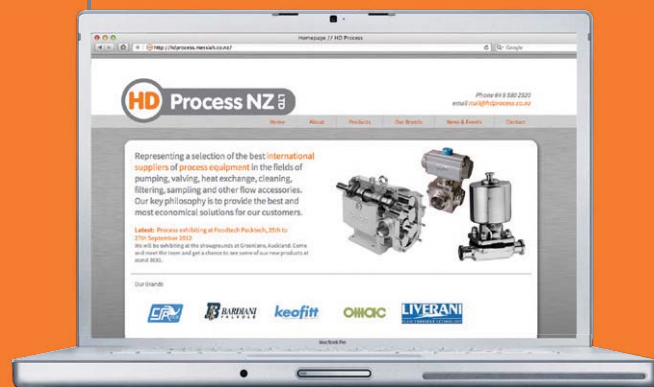 Homepage // HD Process
http://hdprocess.messiah.co.nz/
Google
HD Process NZ LTD
Phone 64 9 580 2520
email mail@hdprocess.co.nz
Home About Products Our Brands News & Events Contact
Representing a selection of the best international
suppliers of process equipment in the fields of
pumping, valving, heat exchange, cleaning,
filtering, sampling and other flow accessories.
Our key philosophy is to provide the best and
most economical solutions for our customers.
Latest: Process exhibiting at Foodtech Packtech, 25th to
27th September 2012
We will be exhibiting at the showgrounds at Greenlane, Auckland. Come
and meet the team and get a chance to see some of our new products at
stand
Our Brands
BARDIANI
VALVOLE
keofitt
OMAC
LIVERANI
MacBook Pro